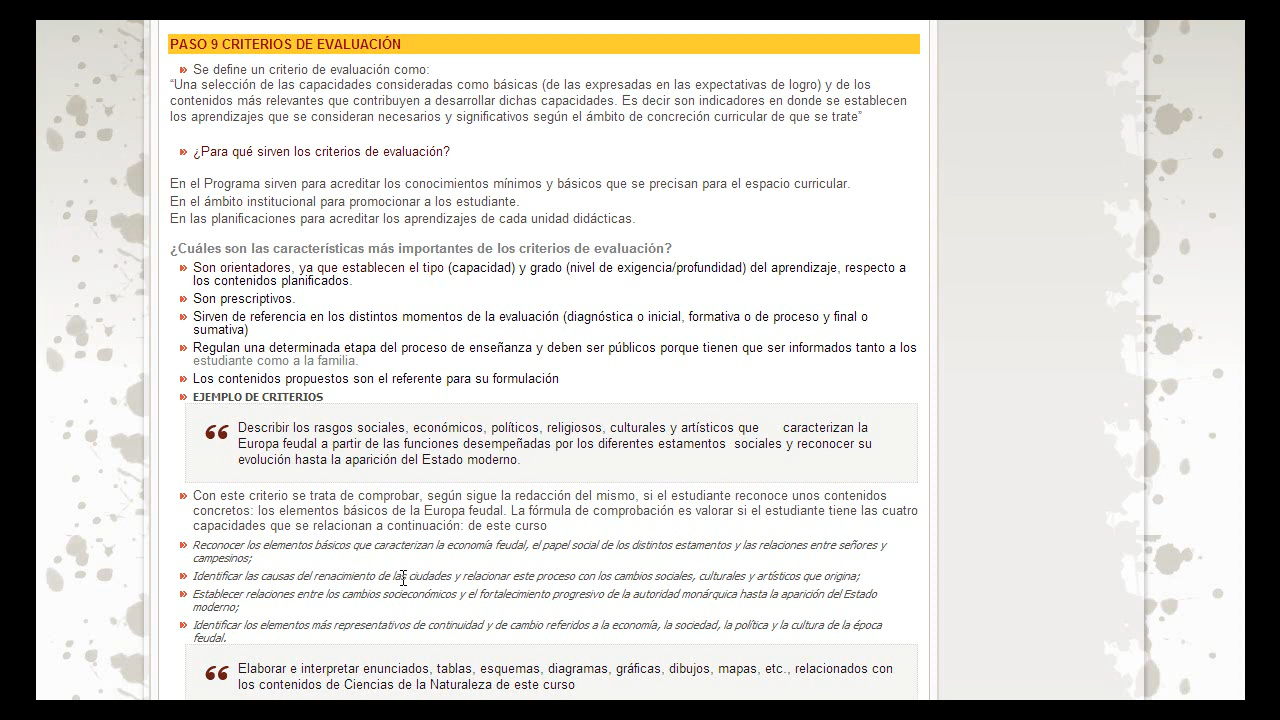 PASO 9 CRITERIOS DE EVALUACIÓN
Se define un criterio de evaluación como:
“Una selección de las capacidades consideradas como básicas (de las expresadas en las expectativas de logro) y de los
contenidos más relevantes que contribuyen a desarrollar dichas capacidades. Es decir son indicadores en donde se establecen
los aprendizajes que se consideran necesarios y significativos según el ámbito de concreción curricular de que se trate”
¿Para qué sirven los criterios de evaluación?
En el Programa sirven para acreditar los conocimientos mínimos y básicos que se precisan para el espacio curricular.
En el ámbito institucional para promocionar a los estudiante.
En las planificaciones para acreditar los aprendizajes de cada unidad didácticas.
¿Cuáles son las características más importantes de los criterios de evaluación?
Son orientadores, ya que establecen el tipo (capacidad) y grado (nivel de exigencia/profundidad) del aprendizaje, respecto a
los contenidos planificados.
Son prescriptivos.
Sirven de referencia en los distintos momentos de la evaluación (diagnóstica o inicial, formativa o de proceso y final o
sumativa)
Regulan una determinada etapa del proceso de enseñanza y deben ser públicos porque tienen que ser informados tanto a los
estudiante como a la familia.
Los contenidos propuestos son el referente para su formulación
EJEMPLO DE CRITERIOS
Describir los rasgos sociales, económicos, políticos, religiosos, culturales y artísticos que caracterizan la
Europa feudal a partir de las funciones desempeñadas por los diferentes estamentos sociales y reconocer su
evolución hasta la aparición del Estado moderno.
Con este criterio se trata de comprobar, según sigue la redacción del mismo, si el estudiante reconoce unos contenidos
concretos: los elementos básicos de la Europa feudal. La fórmula de comprobación es valorar si el estudiante tiene las cuatro
capacidades que se relacionan a continuación: de este curso
Reconocer los elementos básicos que caracterizan la economía feudal, el papel social de los distintos estamentos y las relaciones entre señores y
campesinos;
Identificar las causas del renacimiento de las ciudades y relacionar este proceso con los cambios sociales, culturales y artísticos que origina;
Establecer relaciones entre los cambios socieconómicos y el fortalecimiento progresivo de la autoridad monárquica hasta la aparición del Estado
moderno;
Identificar los elementos más representativos de continuidad y de cambio referidos a la economía, la sociedad, la política y la cultura de la época
feudal.
Elaborar e interpretar enunciados, tablas, esquemas, diagramas, gráficas, dibujos, mapas, etc., relacionados con
los contenidos de Ciencias de la Naturaleza de este curso